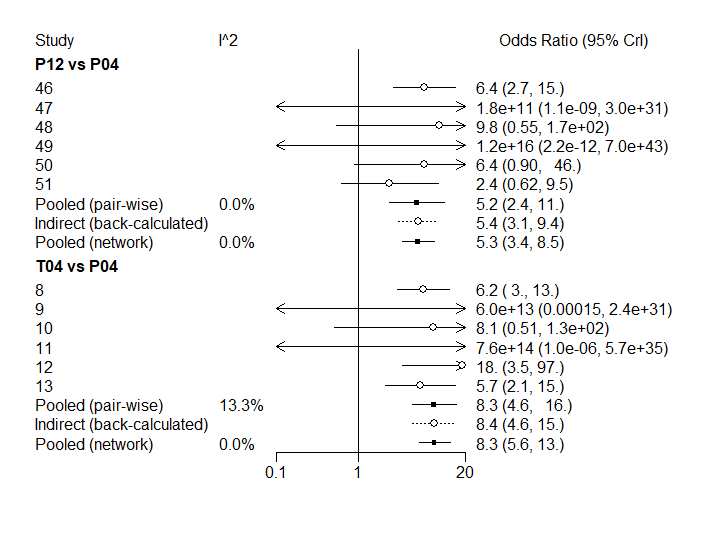 Study I^2 Odds Ratio (95% CrI)
P12 vs P04
46 6.4 (2.7, 15.)
47 1.8e+11 (1.1e-09, 3.0e+31)
48 9.8 (0.55, 1.7e+02)
49 1.2e+16 (2.2e-12, 7.0e+43)
50 6.4 (0.90, 46.)
51 2.4 (0.62, 9.5)
Pooled (pair-wise) 0.0% 5.2 (2.4, 11.)
Indirect (back-calculated) 5.4 (3.1, 9.4)
Pooled (network) 0.0% 5.3 (3.4, 8.5)
T04 vs P04
8 6.2 ( 3., 13.)
9 6.0e+13 (0.00015, 2.4e+31)
10 8.1 (0.51, 1.3e+02)
11 7.6e+14 (1.0e-06, 5.7e+35)
12 18. (3.5, 97.)
13 5.7 (2.1, 15.)
Pooled (pair-wise) 13.3% 8.3 (4.6, 16.)
Indirect (back-calculated) 8.4 (4.6, 15.)
Pooled (network) 0.0% 8.3 (5.6, 13.)
0.1 1 20